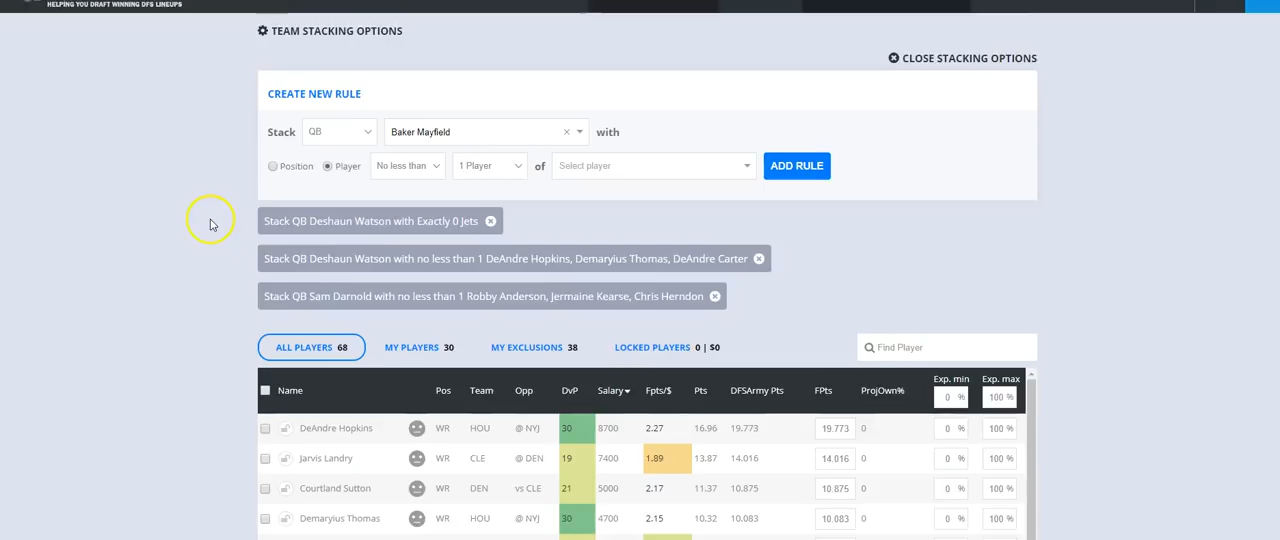 HELPING YOU DRAFT WINNING DFS LINEUPS
TEAM STACKING OPTIONS
CLOSE STACKING OPTIONS
CREATE NEW RULE
Stack QB Baker Mayfield with
Position Player No less than 1 Player of Select player ADD RULE
Stack QB Deshaun Watson with Exactly 0 Jets
Stack QB Deshaun Watson with no less than 1 DeAndre Hopkins, Demaryius Thomas, DeAndre Carter
Stack QB Sam Darnold with no less than 1 Robby Anderson, Jermaine Kearse, Chris Herndon
ALL PLAYERS 68 MY PLAYERS 30 MY EXCLUSIONS 38 LOCKED PLAYERS 0 | $0 Find Player
Name Pos Team Opp DvP Salary Fpts/$ Pts DFSArmy Pts FPts ProjOwn% Exp. min Exp. max
0 % 100 %
DeAndre Hopkins WR HOU @ NYJ 30 8700 2.27 16.96 19.773 19.773 0 0 % 100 %
Jarvis Landry WR CLE @ DEN 19 7400 1.89 13.87 14.016 14.016 0 0 % 100 %
Courtland Sutton WR DEN vs CLE 21 5000 2.17 11.37 10.875 10.875 0 0 % 100 %
Demaryius Thomas WR HOU @ NYJ 30 4700 2.15 10.32 10.083 10.083 0 0 % 100 %